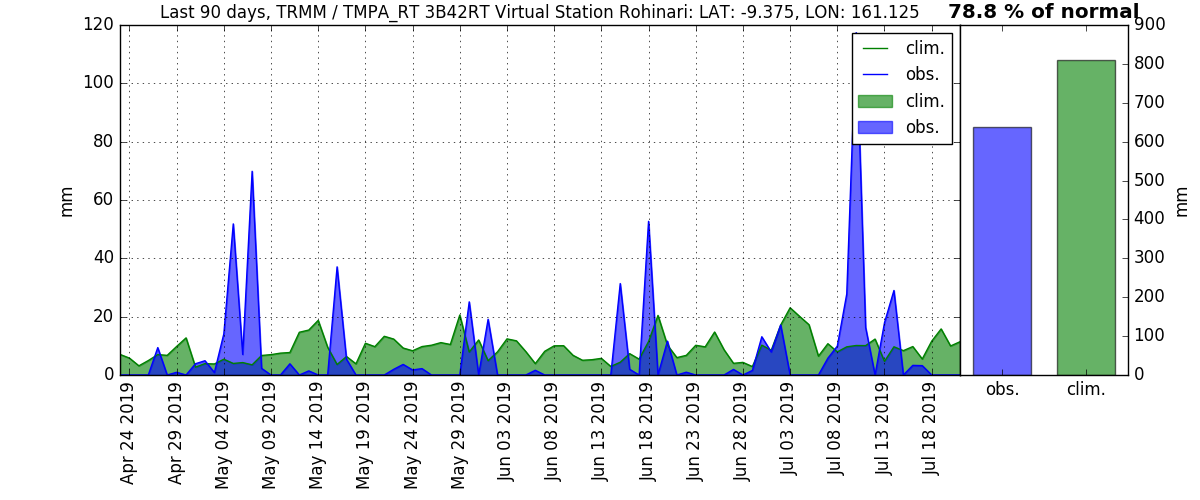 Last 90 days, TRMM / TMPA_RT 3B42RT Virtual Station Rohinari: LAT: -9.375, LON: 161.125
78.8 % of normal
120
100
80
60
40
20
0
mm
clim.
obs.
clim.
obs.
900
800
700
600
500
400
300
200
100
0
mm
Apr 24 2019
Apr 29 2019
May 04 2019
May 09 2019
May 14 2019
May 19 2019
May 24 2019
May 29 2019
Jun 03 2019
Jun 08 2019
Jun 13 2019
Jun 18 2019
Jun 23 2019
Jun 28 2019
Jul 03 2019
Jul 08 2019
Jul 13 2019
Jul 18 2019
obs.
clim.